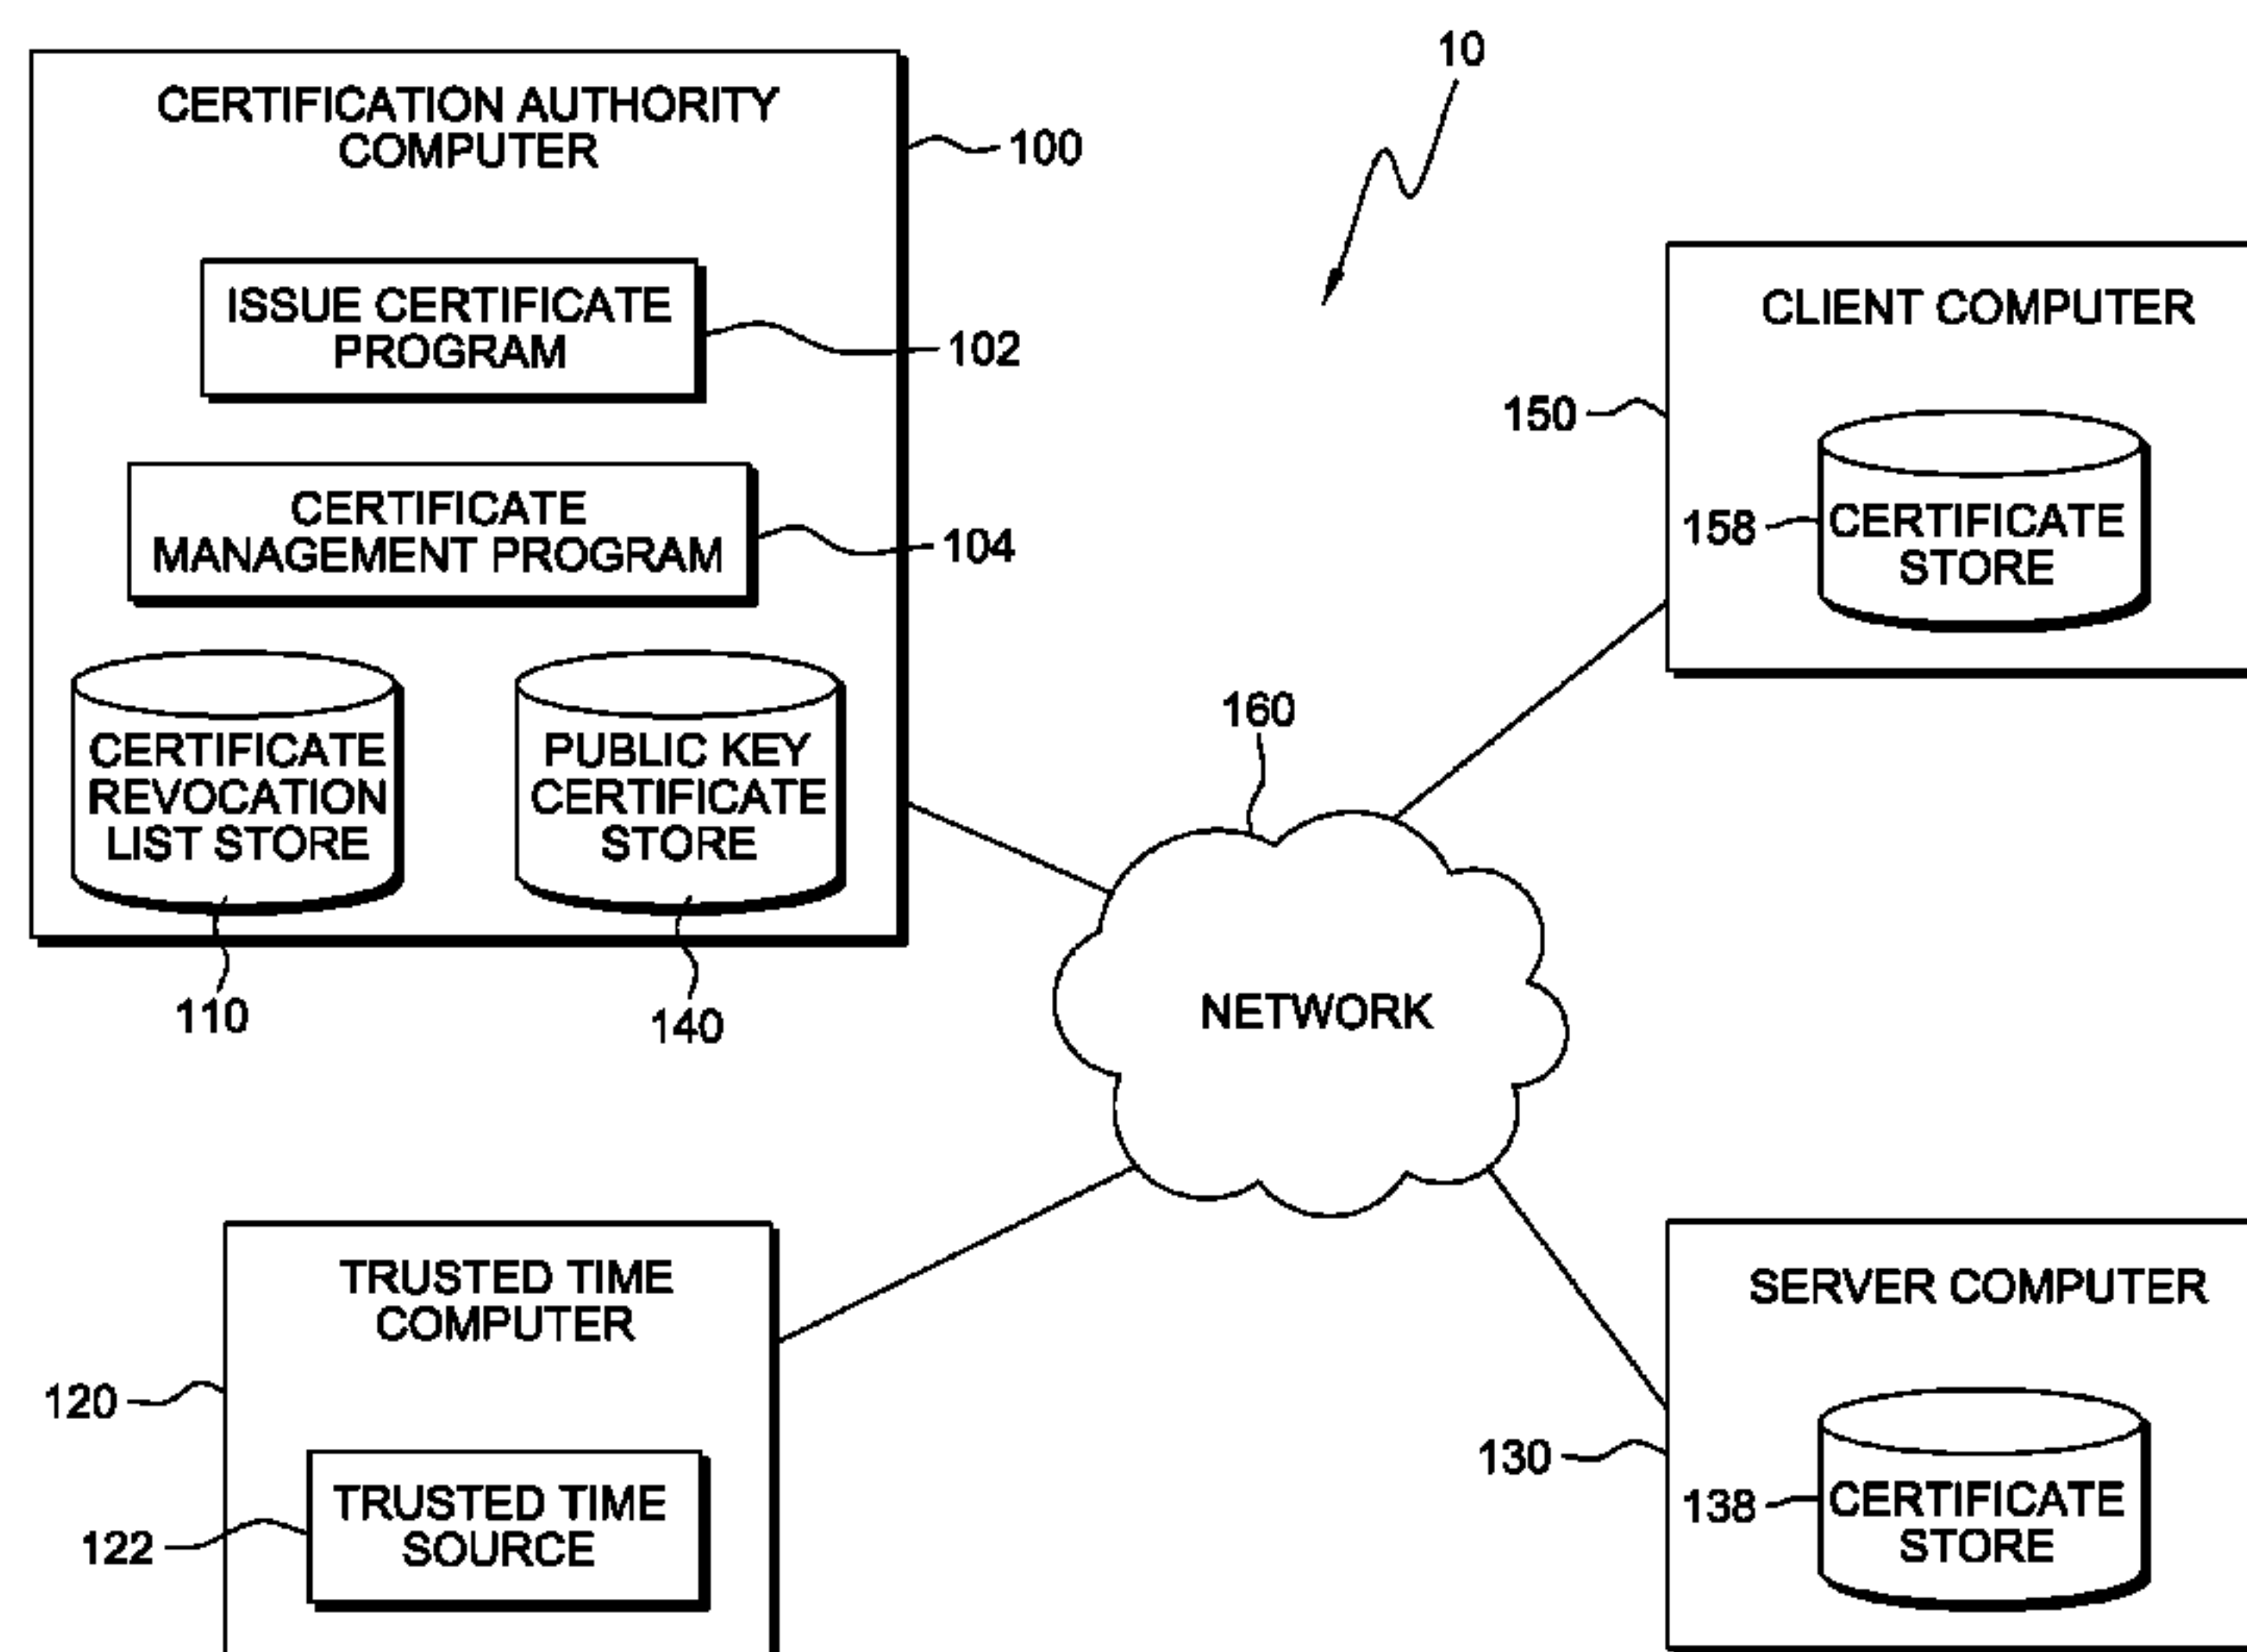 10
CERTIFICATION AUTHORITY
COMPUTER
100
ISSUE CERTIFICATE
PROGRAM
102
CERTIFICATE
MANAGEMENT PROGRAM
104
CERTIFICATE
REVOCATION
LIST STORE
110
PUBLIC KEY
CERTIFICATE
STORE
140
CLIENT COMPUTER
150
158
CERTIFICATE
STORE
160
NETWORK
TRUSTED TIME
COMPUTER
120
TRUSTED TIME
SOURCE
122
SERVER COMPUTER
130
138
CERTIFICATE
STORE